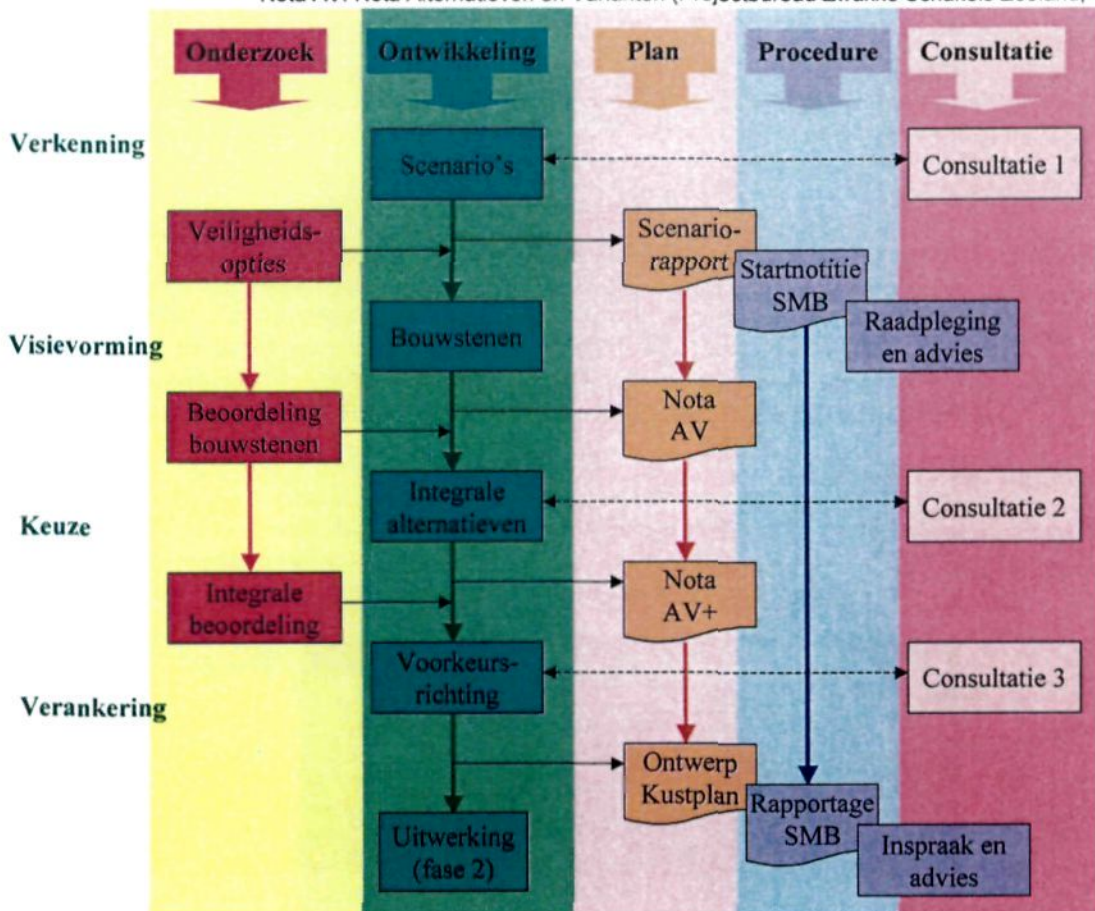 Onderzoek
Ontwikkeling
Plan
Procedure
Consultatie
Verkenning
Scenario's
Consultatie 1
Veiligheids-
opties
Scenario-
rapport
Startnotitie
SMB
Raadpleging
en advies
Visievorming
Bouwstenen
Beoordeling
bouwstenen
Nota
AV
Integrale
alternatieven
Consultatie 2
Keuze
Integrale
beoordeling
Nota
AV+
Voorkeurs-
richting
Consultatie 3
Verankering
Ontwerp
Kustplan
Rapportage
SMB
Uitwerking
(fase 2)
Inspraak en
advies